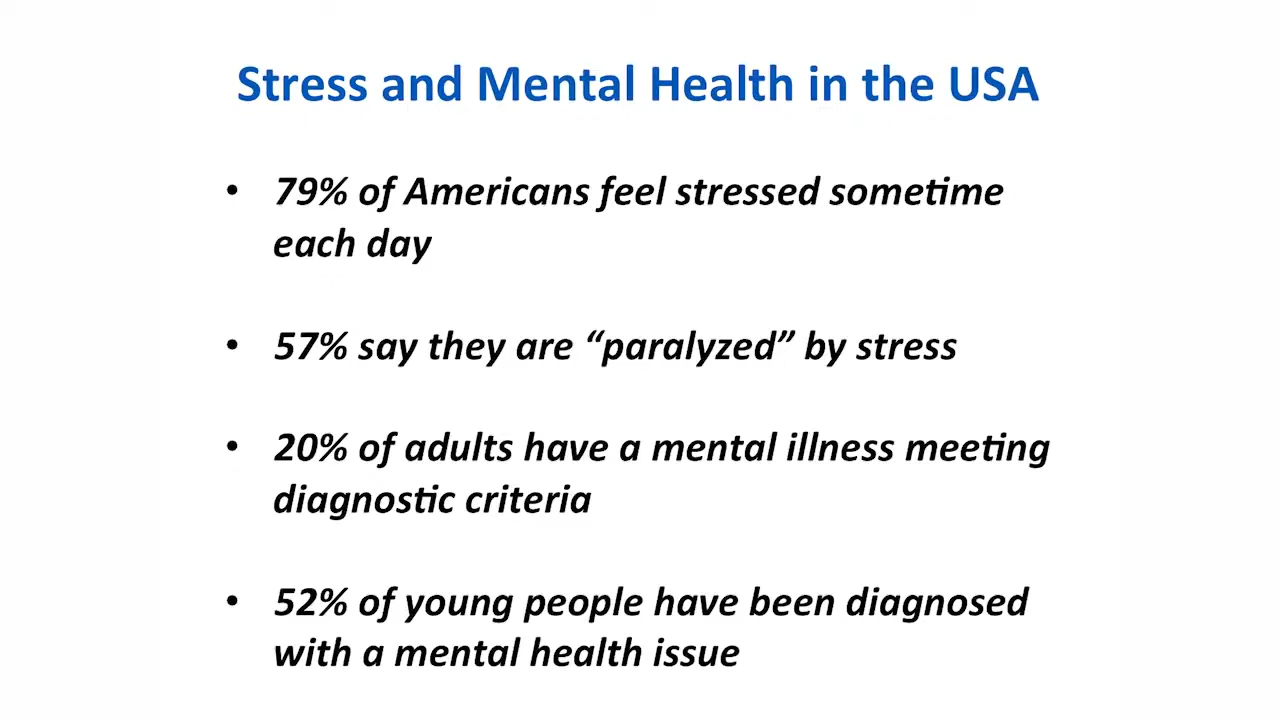 Stress and Mental Health in the USA
• 79% of Americans feel stressed sometime
each day
• 57% say they are “paralyzed” by stress
• 20% of adults have a mental illness meeting
diagnostic criteria
• 52% of young people have been diagnosed
with a mental health issue